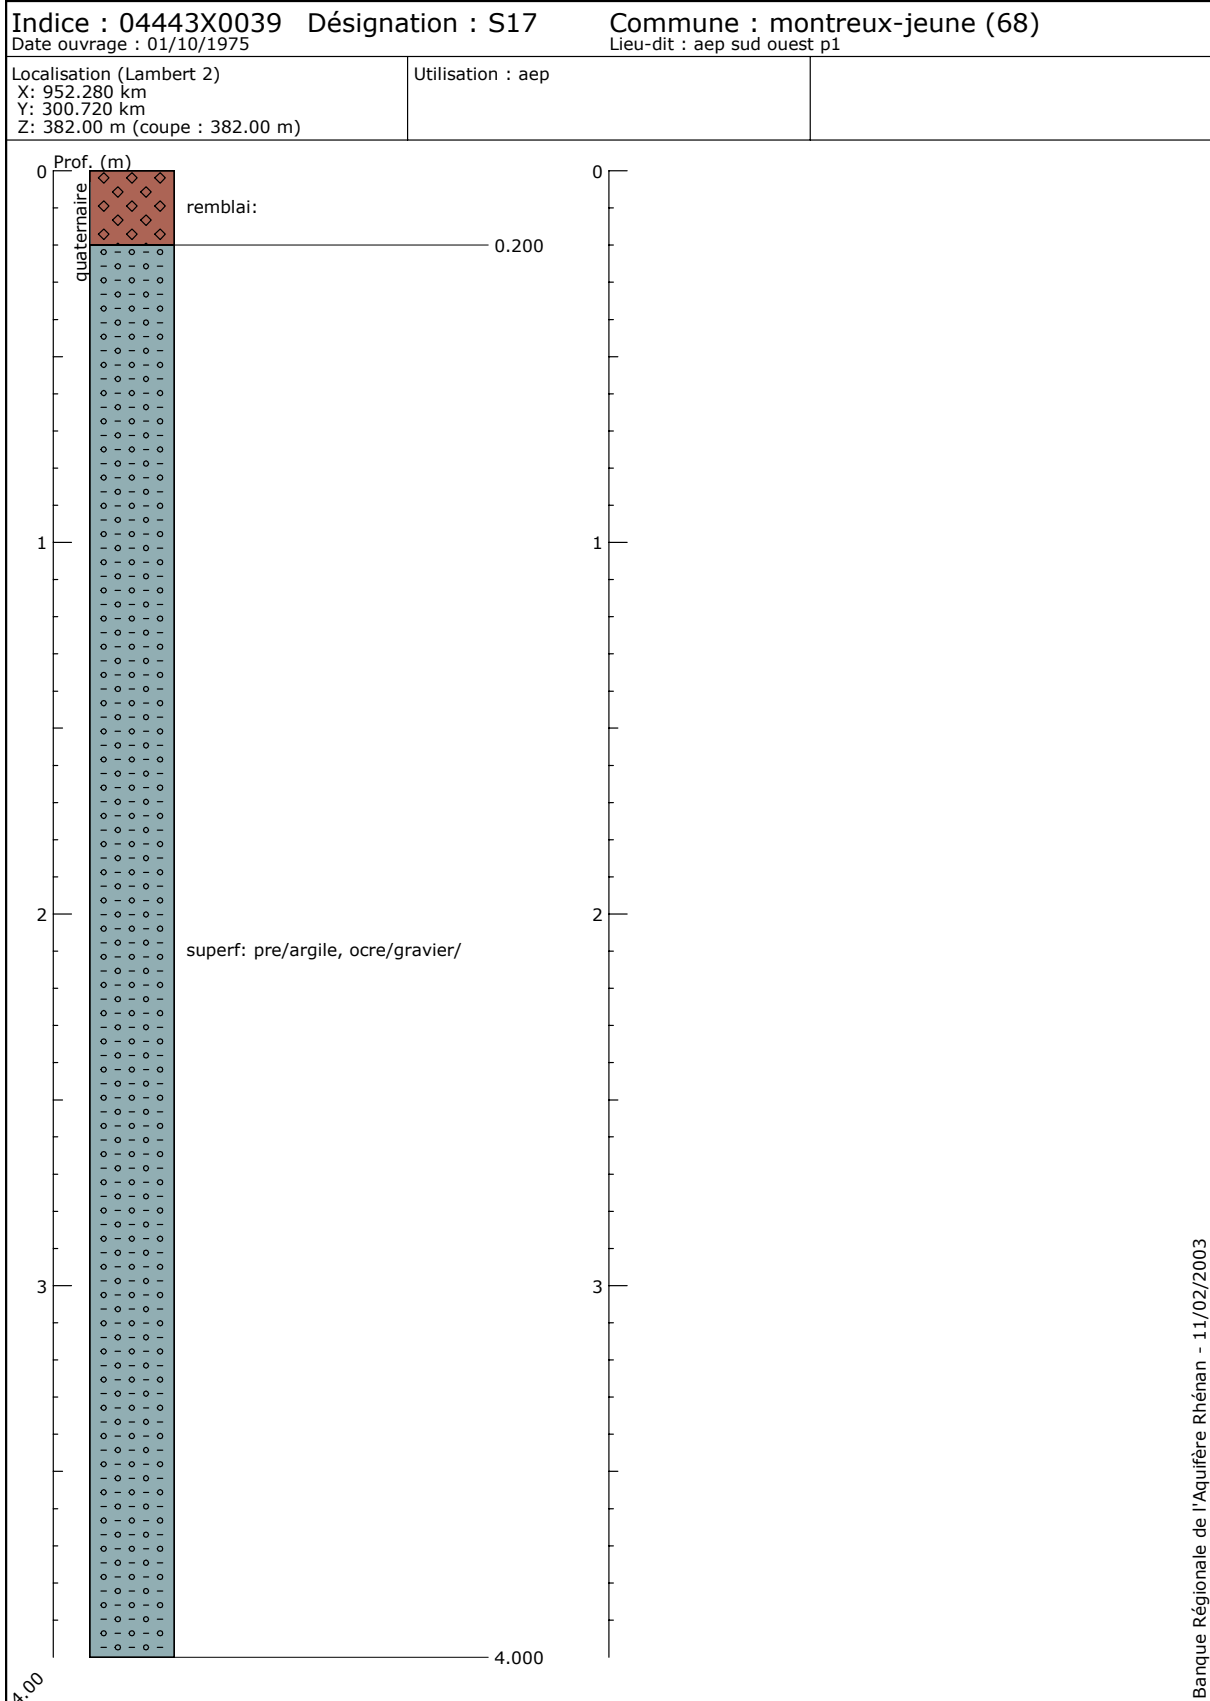 Indice : 04443X0039 Désignation : S17 Commune : montreux-jeune (68)
Date ouvrage : 01/10/1975 Lieu-dit : aep sud ouest p1
Localisation (Lambert 2)
X: 952.280 km
Y: 300.720 km
Z: 382.00 m (coupe : 382.00 m)
Utilisation : aep
Prof. (m)
0
quaternaire
remblai:
0.200
1
2
superf: pre/argile, ocre/gravier/
3
4.000
4.00
0
1
2
3
Banque Régionale de l'Aquifère Rhénan - 11/02/2003